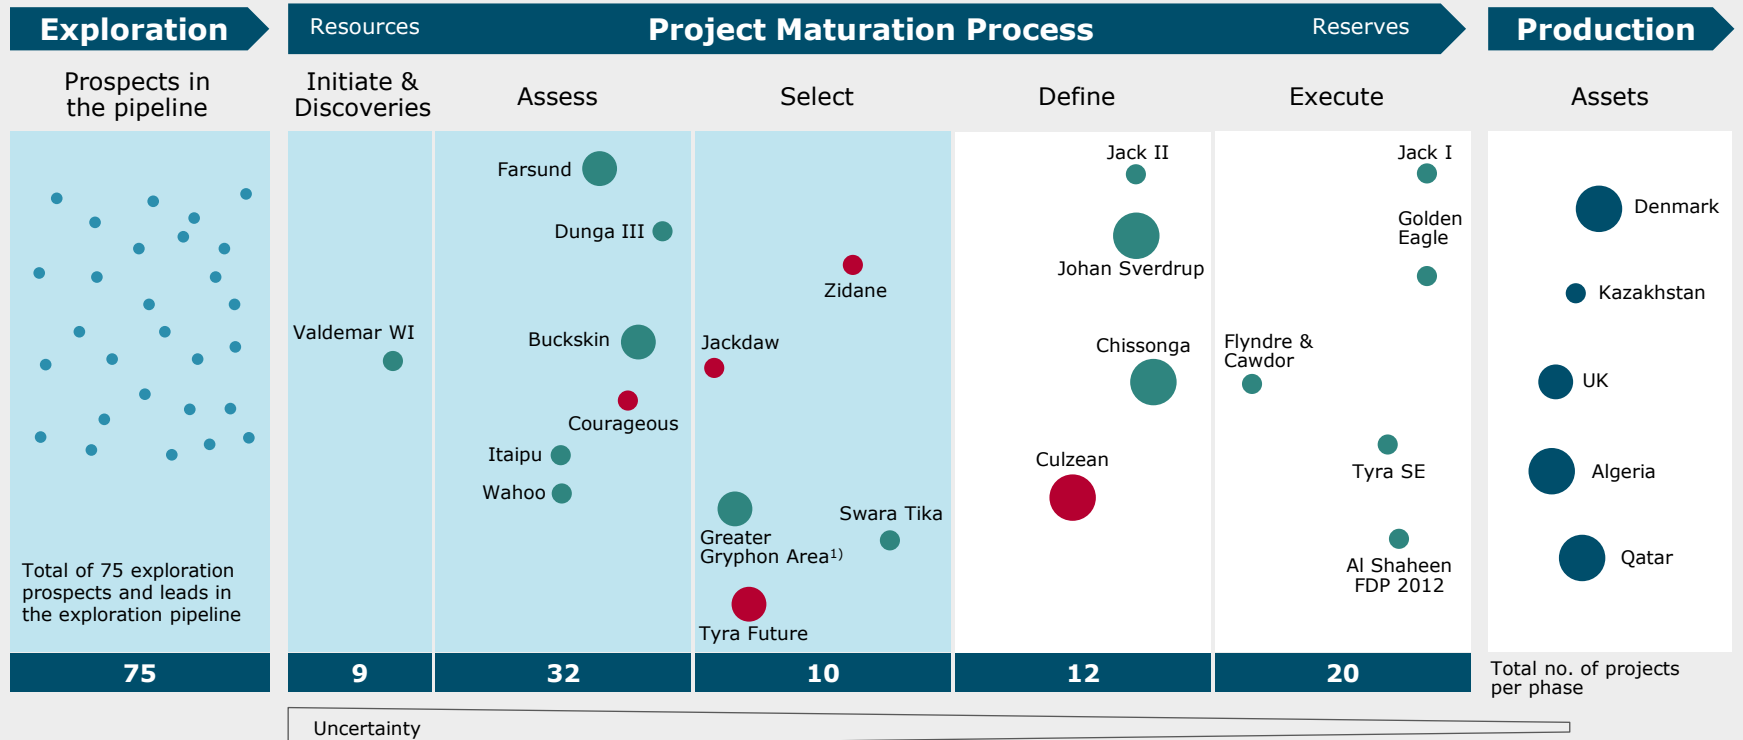 Exploration
Resources
Project Maturation Process
Reserves
Production
Prospects in
the pipeline
Initiate &
Discoveries
Assess
Select
Define
Execute
Assets
Total of 75 exploration
prospects and leads in
the exploration pipeline
Valdemar WI
Farsund
Dunga III
Buckskin
Courageous
Itaipu
Wahoo
Zidane
Jackdaw
Swara Tika
Greater
Gryphon Area1)
Tyra Future
Jack II
Johan Sverdrup
Chissonga
Culzean
Jack I
Golden
Eagle
Flyndre &
Cawdor
Tyra SE
Al Shaheen
FDP 2012
Denmark
Kazakhstan
UK
Algeria
Qatar
75
9
32
10
12
20
Total no. of projects
per phase
Uncertainty